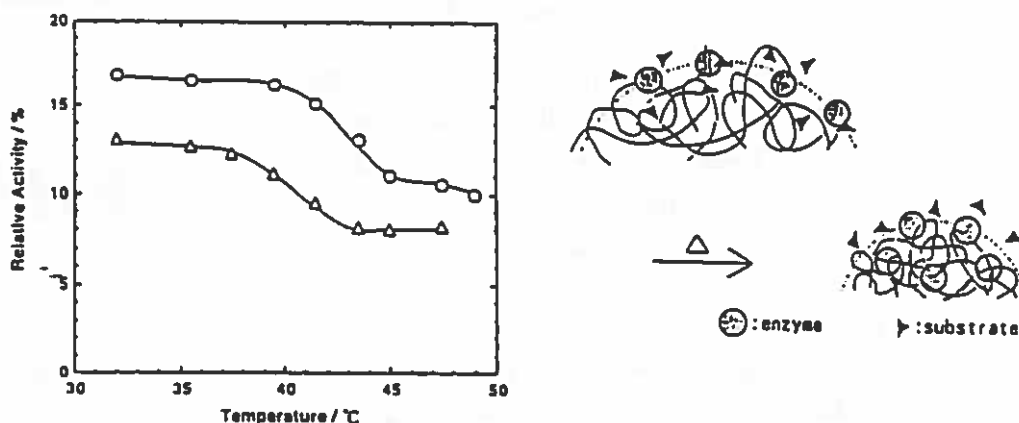 20
15
10
5
0
30
35
40
45
50
Relative Activity / %
Temperature / ℃
△
:enzyme
:substrate